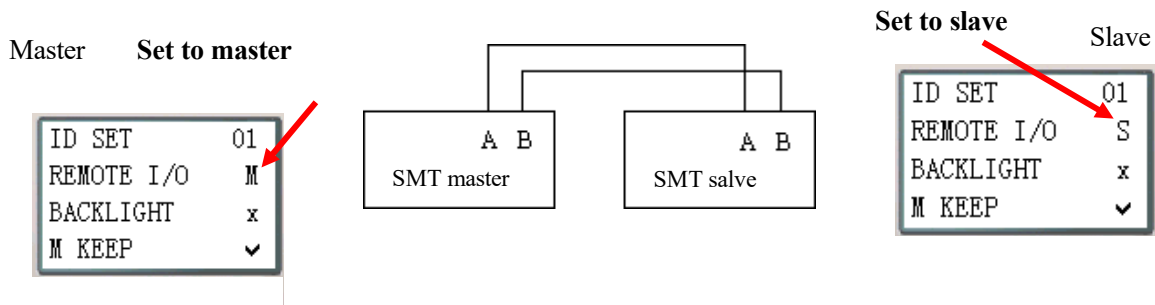 Master Set to master
ID SET 01
REMOTE I/O M
BACKLIGHT x
M KEEP ✔
A B
SMT master
A B
SMT salve
Set to slave Slave
ID SET 01
REMOTE I/O S
BACKLIGHT x
M KEEP ✔